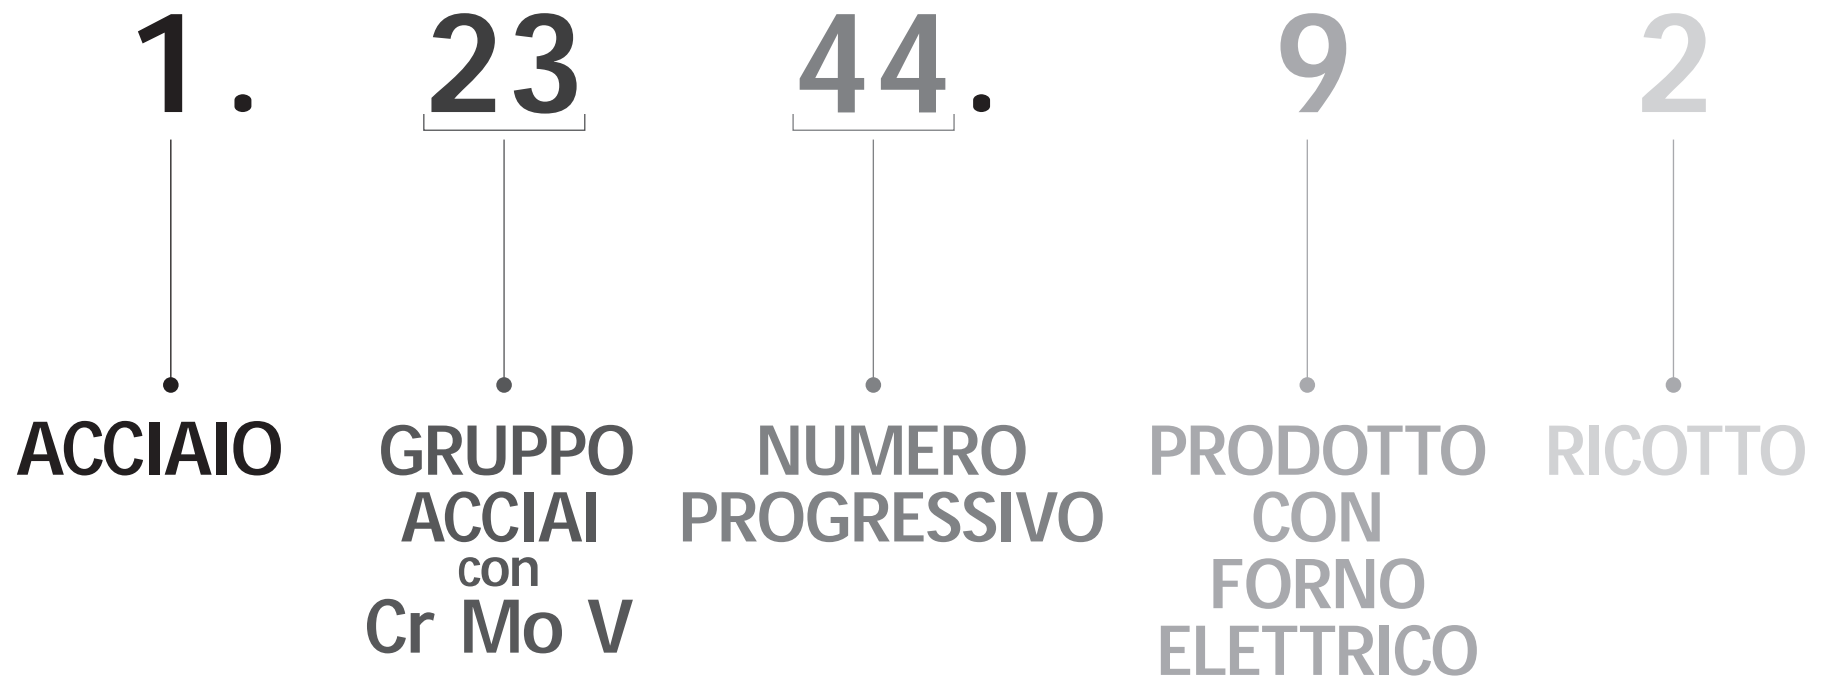 1. 23 44. 9 2
ACCIAIO
GRUPPO
ACCIAI
con
Cr Mo V
NUMERO
PROGRESSIVO
PRODOTTO
CON
FORNO
ELETTRICO
RICOTTO